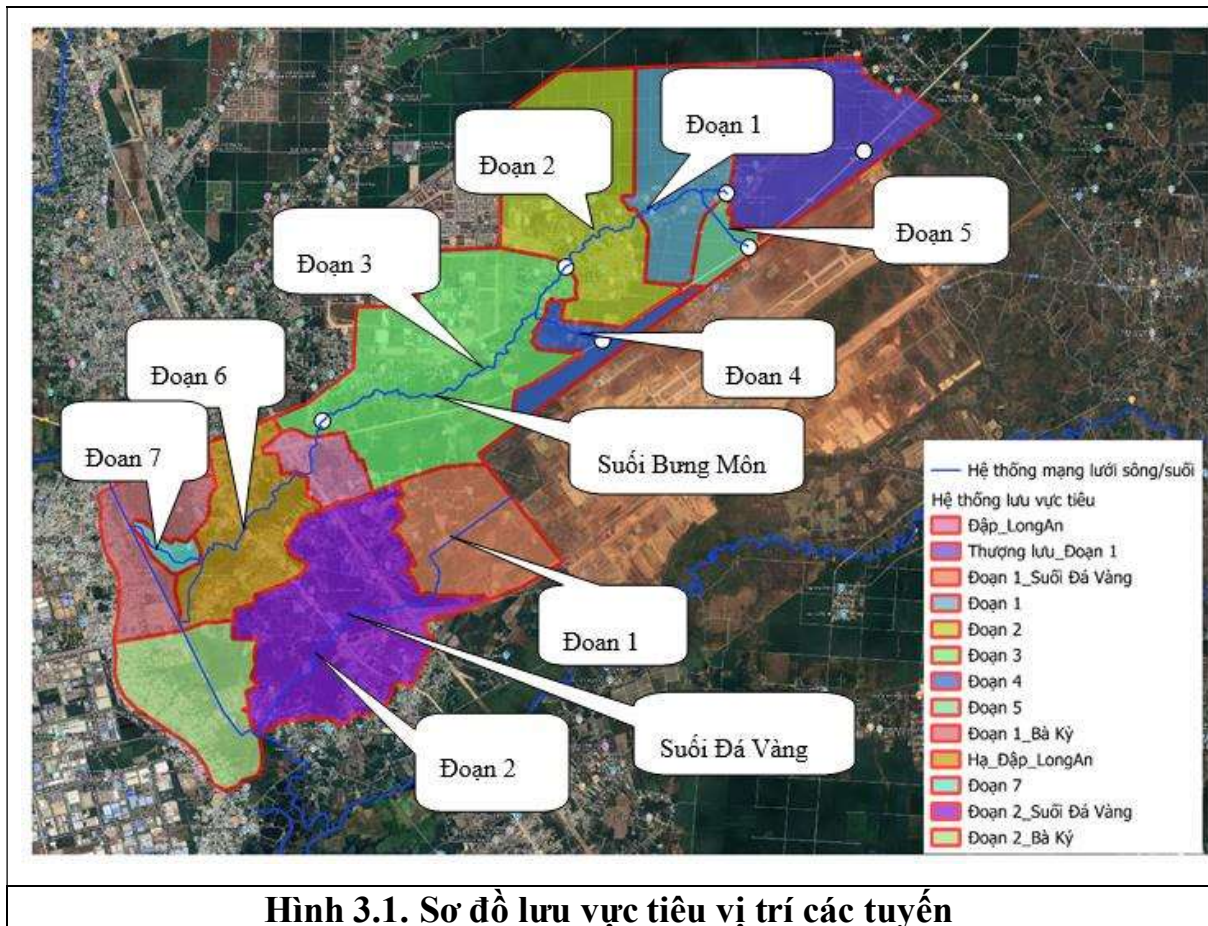 Đoạn 1
Đoạn 2
Đoạn 5
Đoạn 3
Đoạn 6
Đoạn 4
Đoạn 7
Suối Bưng Môn
Đoạn 1
Suối Đá Vàng
Đoạn 2
Hệ thống mạng lưới sông/suối
Hệ thống lưu vực tiêu
Đập_LongAn
Thượng lưu_Đoạn 1
Đoạn 1_Suối Đá Vàng
Đoạn 1
Đoạn 2
Đoạn 3
Đoạn 4
Đoạn 5
Đoạn 1_Bà Ký
Hạ_Đập_LongAn
Đoạn 7
Đoạn 2_Suối Đá Vàng
Đoạn 2_Bà Ký
Hình 3.1. Sơ đồ lưu vực tiêu vị trí các tuyến